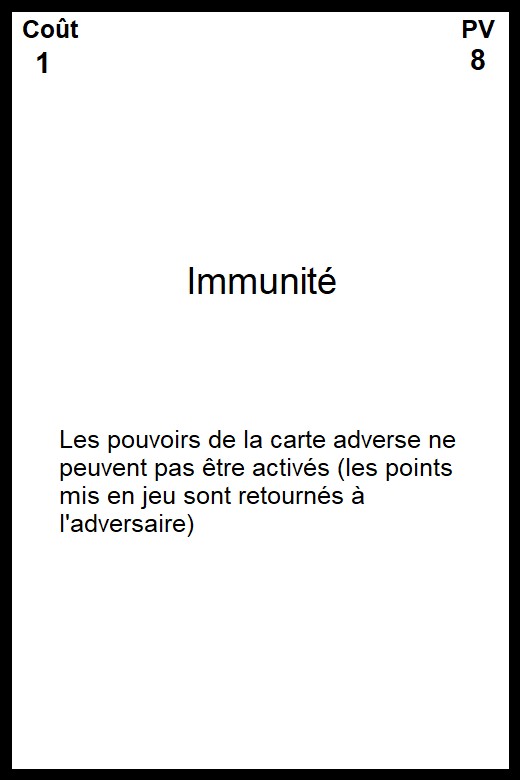 Coût PV
1 8
Immunité
Les pouvoirs de la carte adverse ne
peuvent pas être activés (les points
mis en jeu sont retournés à
l'adversaire)